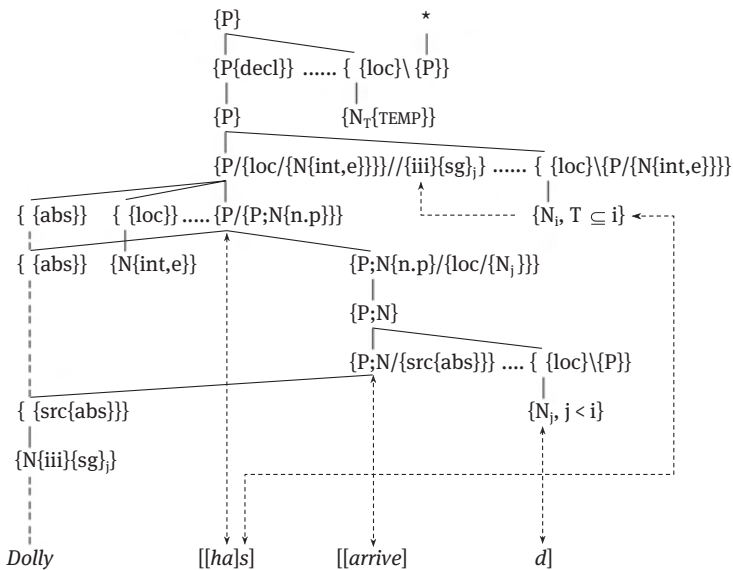 {P} *
{P{decl}} ...... { {loc}\ {P}}
{P} {N_T{TEMP}}
{P/{loc/{N{int,e}}}}//{iii}{sg}_j} ...... { {loc}\{P/{N{int,e}}}}
{ {abs}} { {loc}} ..... {P/{P;N{n.p}}} {N_i, T ⊆ i}
{ {abs}} {N{int,e}} {P;N{n.p}/{loc/{N_j}}}
{P;N}
{P;N/{src{abs}}} .... { {loc}\{P}}
{ {src{abs}}} {N_j, j < i}
{N{iii}{sg}_j}
Dolly [[ha]s] [[arrive] d]